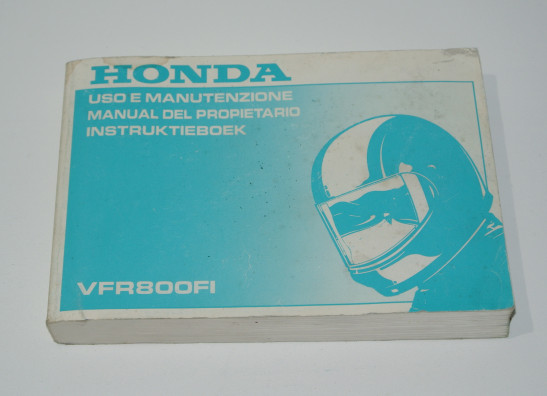 HONDA
USO E MANUTENZIONE
MANUAL DEL PROPIETARIO
INSTRUKTIEBOEK
VFR800FI